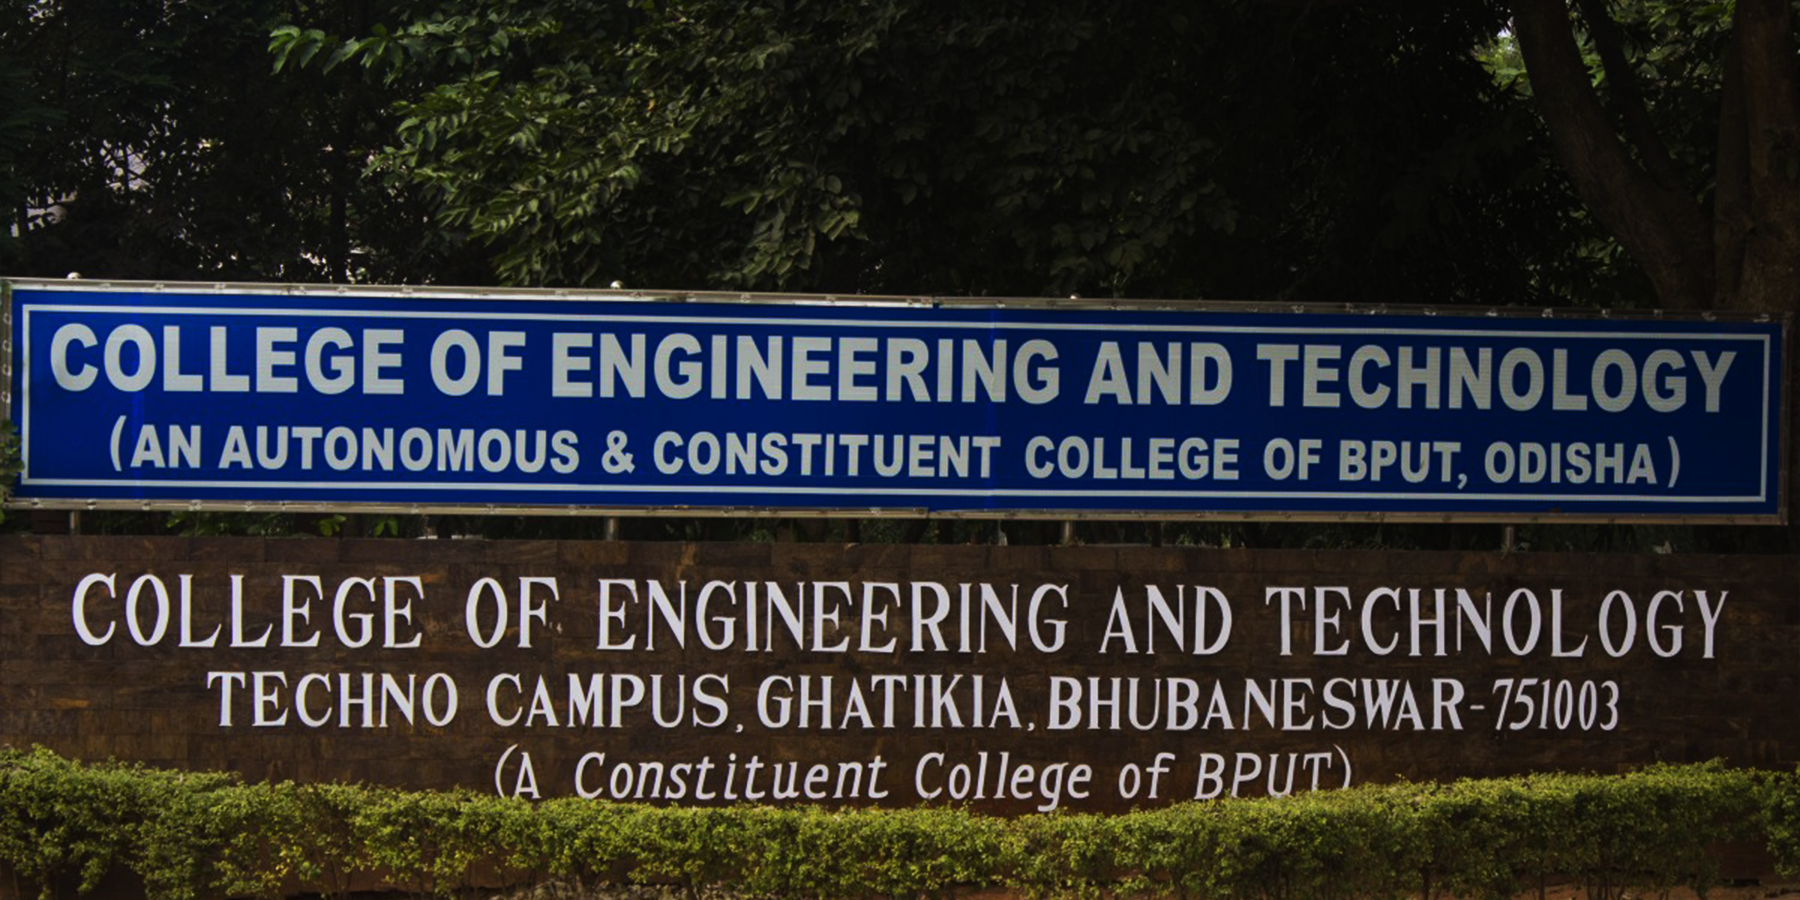 COLLEGE OF ENGINEERING AND TECHNOLOGY
(AN AUTONOMOUS & CONSTITUENT COLLEGE OF BPUT, ODISHA)
COLLEGE OF ENGINEERING AND TECHNOLOGY
TECHNO CAMPUS, GHATIKIA, BHUBANESWAR-751003
(A Constituent College of BPUT)